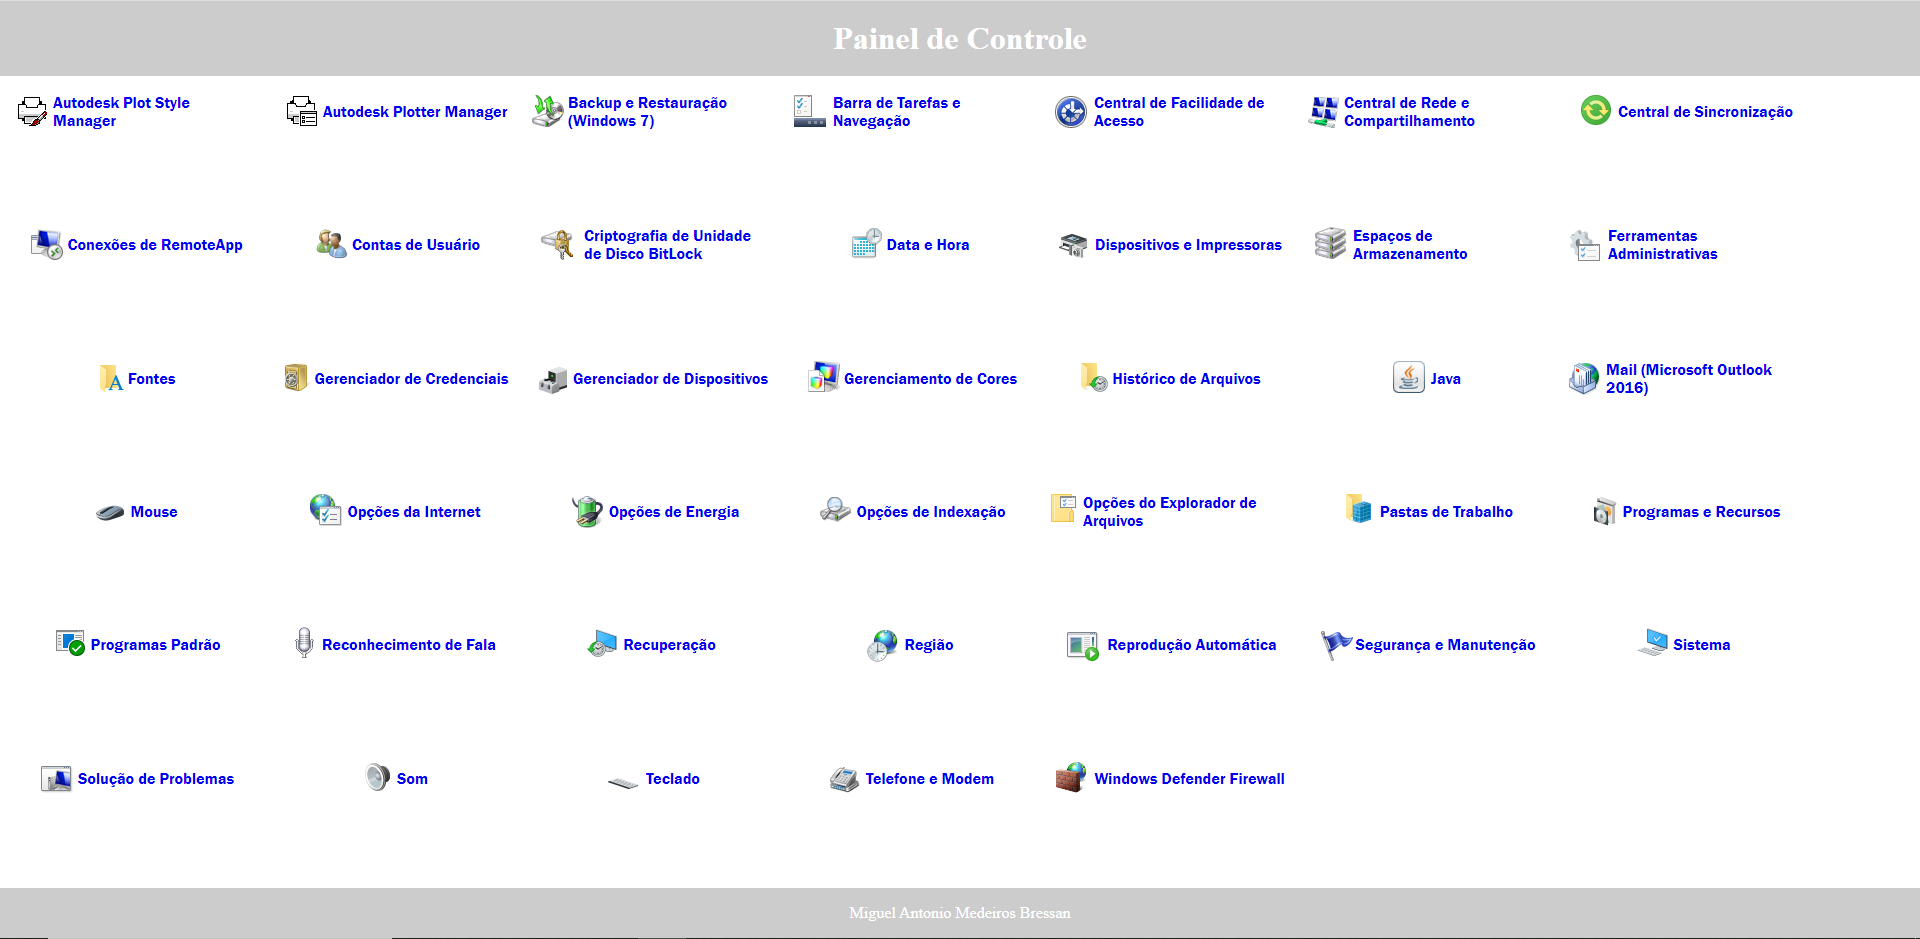 Painel de Controle
Autodesk Plot Style
Manager
Autodesk Plotter Manager
Backup e Restauração
(Windows 7)
Barra de Tarefas e
Navegação
Central de Facilidade de
Acesso
Central de Rede e
Compartilhamento
Central de Sincronização
Conexões de RemoteApp
Contas de Usuário
Criptografia de Unidade
de Disco BitLock
Data e Hora
Dispositivos e Impressoras
Espaços de
Armazenamento
Ferramentas
Administrativas
Fontes
Gerenciador de Credenciais
Gerenciador de Dispositivos
Gerenciamento de Cores
Histórico de Arquivos
Java
Mail (Microsoft Outlook
2016)
Mouse
Opções da Internet
Opções de Energia
Opções de Indexação
Opções do Explorador de
Arquivos
Pastas de Trabalho
Programas e Recursos
Programas Padrão
Reconhecimento de Fala
Recuperação
Região
Reprodução Automática
Segurança e Manutenção
Sistema
Solução de Problemas
Som
Teclado
Telefone e Modem
Windows Defender Firewall
Miguel Antonio Medeiros Bressan